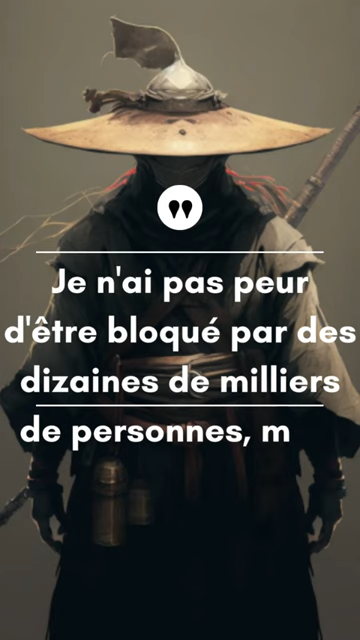 Je n'ai pas peur
d'être bloqué par des
dizaines de milliers
de personnes, m